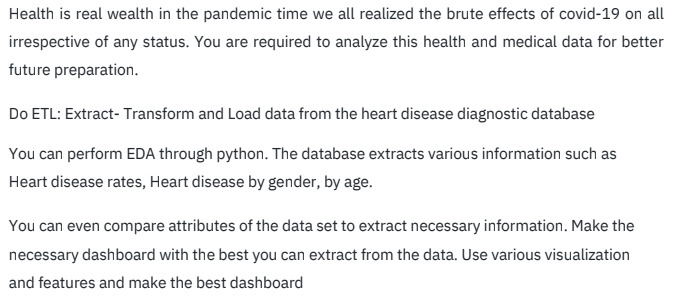 Health is real wealth in the pandemic time we all realized the brute effects of covid-19 on all
irrespective of any status. You are required to analyze this health and medical data for better
future preparation.
Do ETL: Extract- Transform and Load data from the heart disease diagnostic database
You can perform EDA through python. The database extracts various information such as
Heart disease rates, Heart disease by gender, by age.
You can even compare attributes of the data set to extract necessary information. Make the
necessary dashboard with the best you can extract from the data. Use various visualization
and features and make the best dashboard